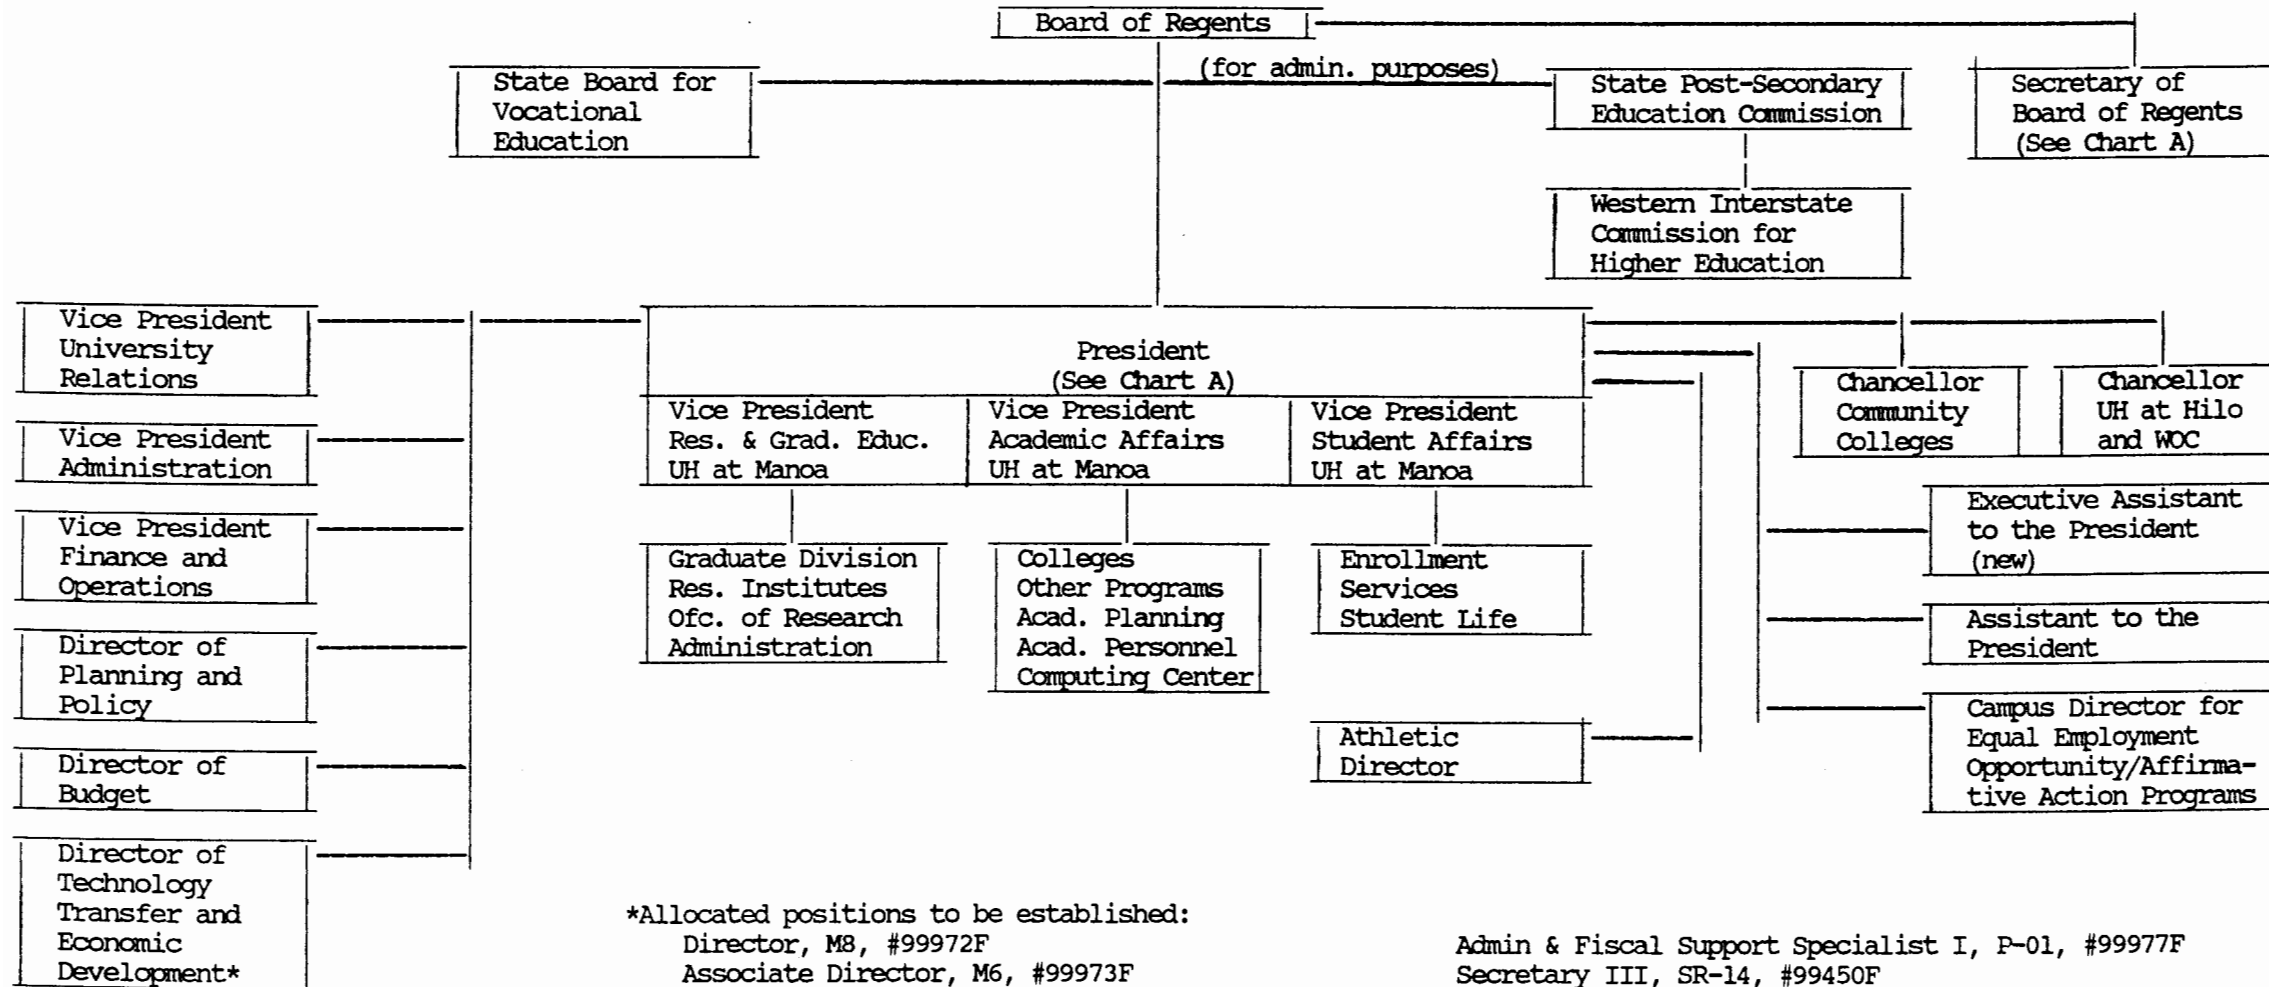 Board of Regents
(for admin. purposes)
State Board for
Vocational
Education
State Post-Secondary
Education Commission
Secretary of
Board of Regents
(See Chart A)
Western Interstate
Commission for
Higher Education
Vice President
University
Relations
President
(See Chart A)
Chancellor
Community
Colleges
Chancellor
UH at Hilo
and WOC
Vice President
Administration
Vice President
Res. & Grad. Educ.
UH at Manoa
Vice President
Academic Affairs
UH at Manoa
Vice President
Student Affairs
UH at Manoa
Vice President
Finance and
Operations
Graduate Division
Res. Institutes
Ofc. of Research
Administration
Colleges
Other Programs
Acad. Planning
Acad. Personnel
Computing Center
Enrollment
Services
Student Life
Executive Assistant
to the President
(new)
Director of
Planning and
Policy
Assistant to the
President
Athletic
Director
Campus Director for
Equal Employment
Opportunity/Affirma-
tive Action Programs
Director of
Budget
Director of
Technology
Transfer and
Economic
Development*
*Allocated positions to be established:
Director, M8, #99972F
Associate Director, M6, #99973F
Admin & Fiscal Support Specialist I, P-01, #99977F
Secretary III, SR-14, #99450F